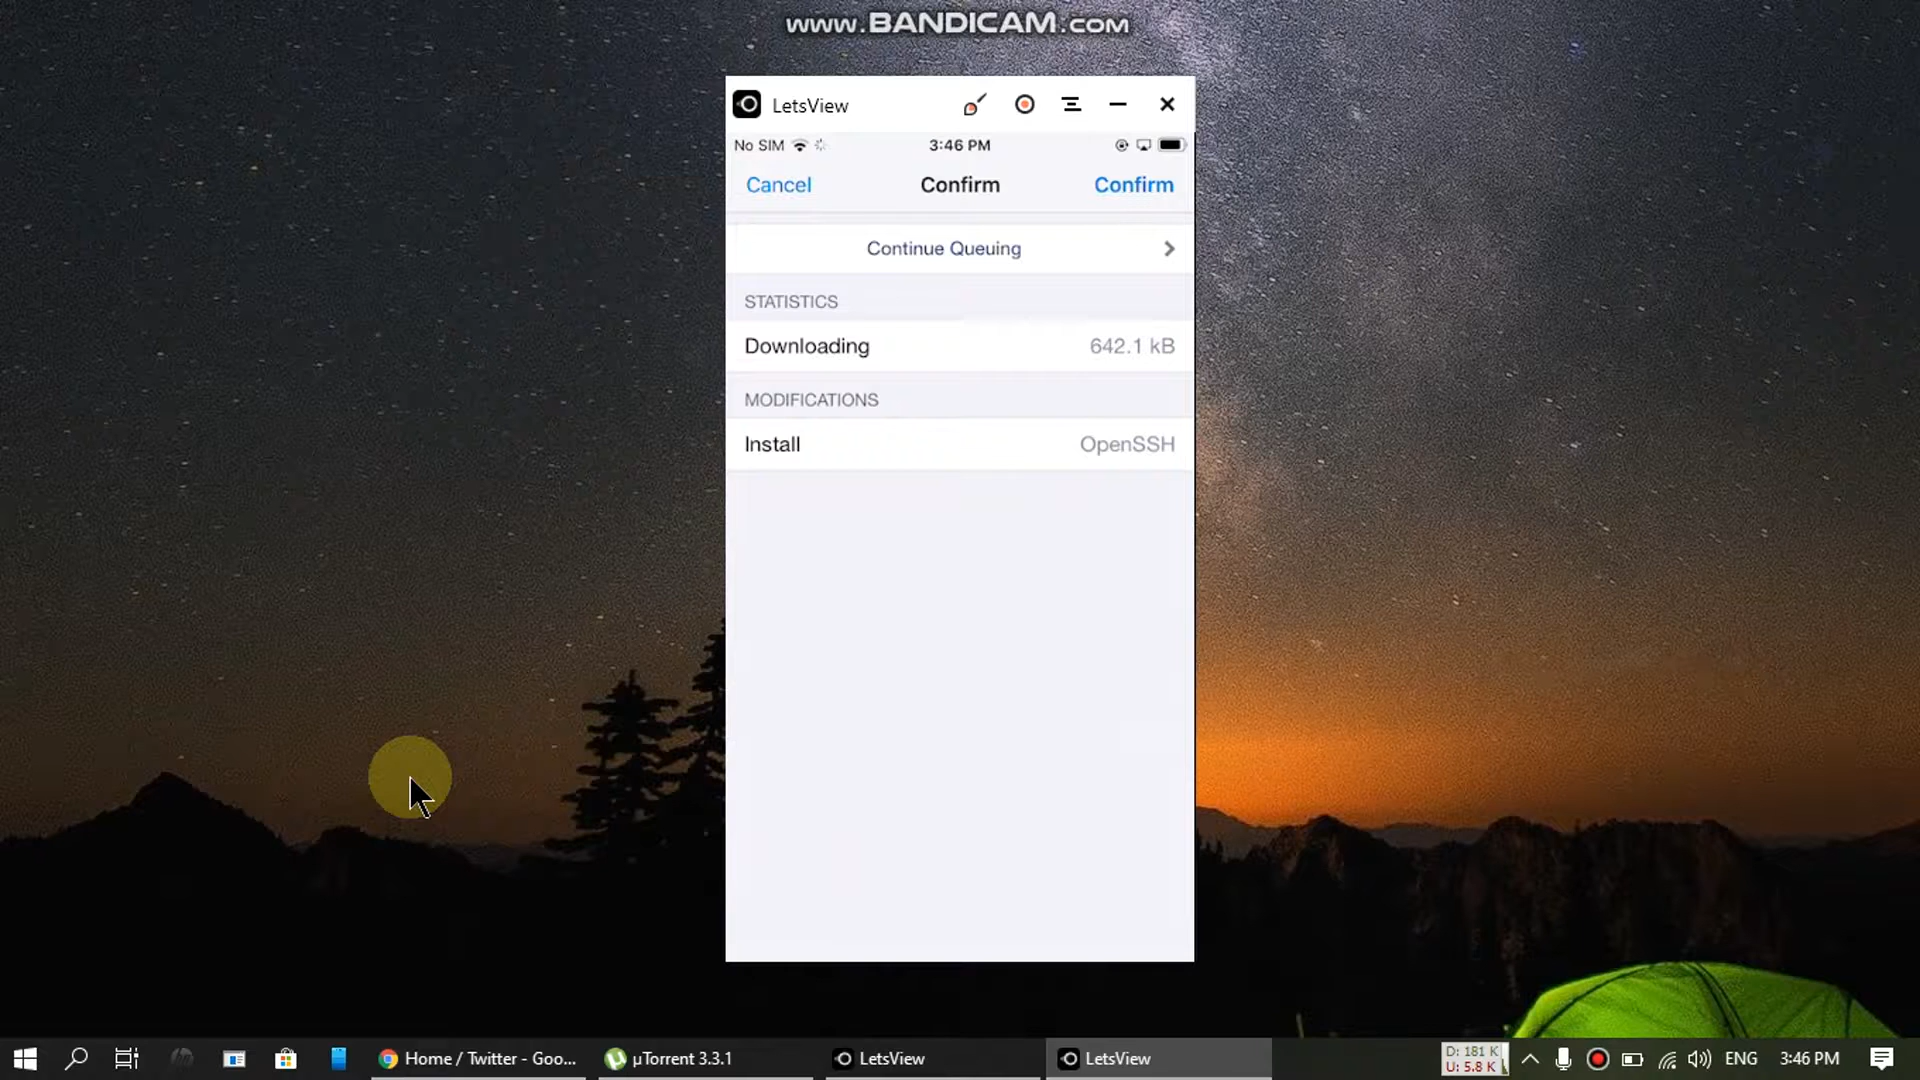 www.BANDICAM.com
LetsView
No SIM 3:46 PM
Cancel Confirm Confirm
Continue Queuing
STATISTICS
Downloading 642.1 kB
MODIFICATIONS
Install OpenSSH
Home / Twitter - Goo... µTorrent 3.3.1 LetsView LetsView D: 181 K ENG 3:46 PM
U: 5.8 K